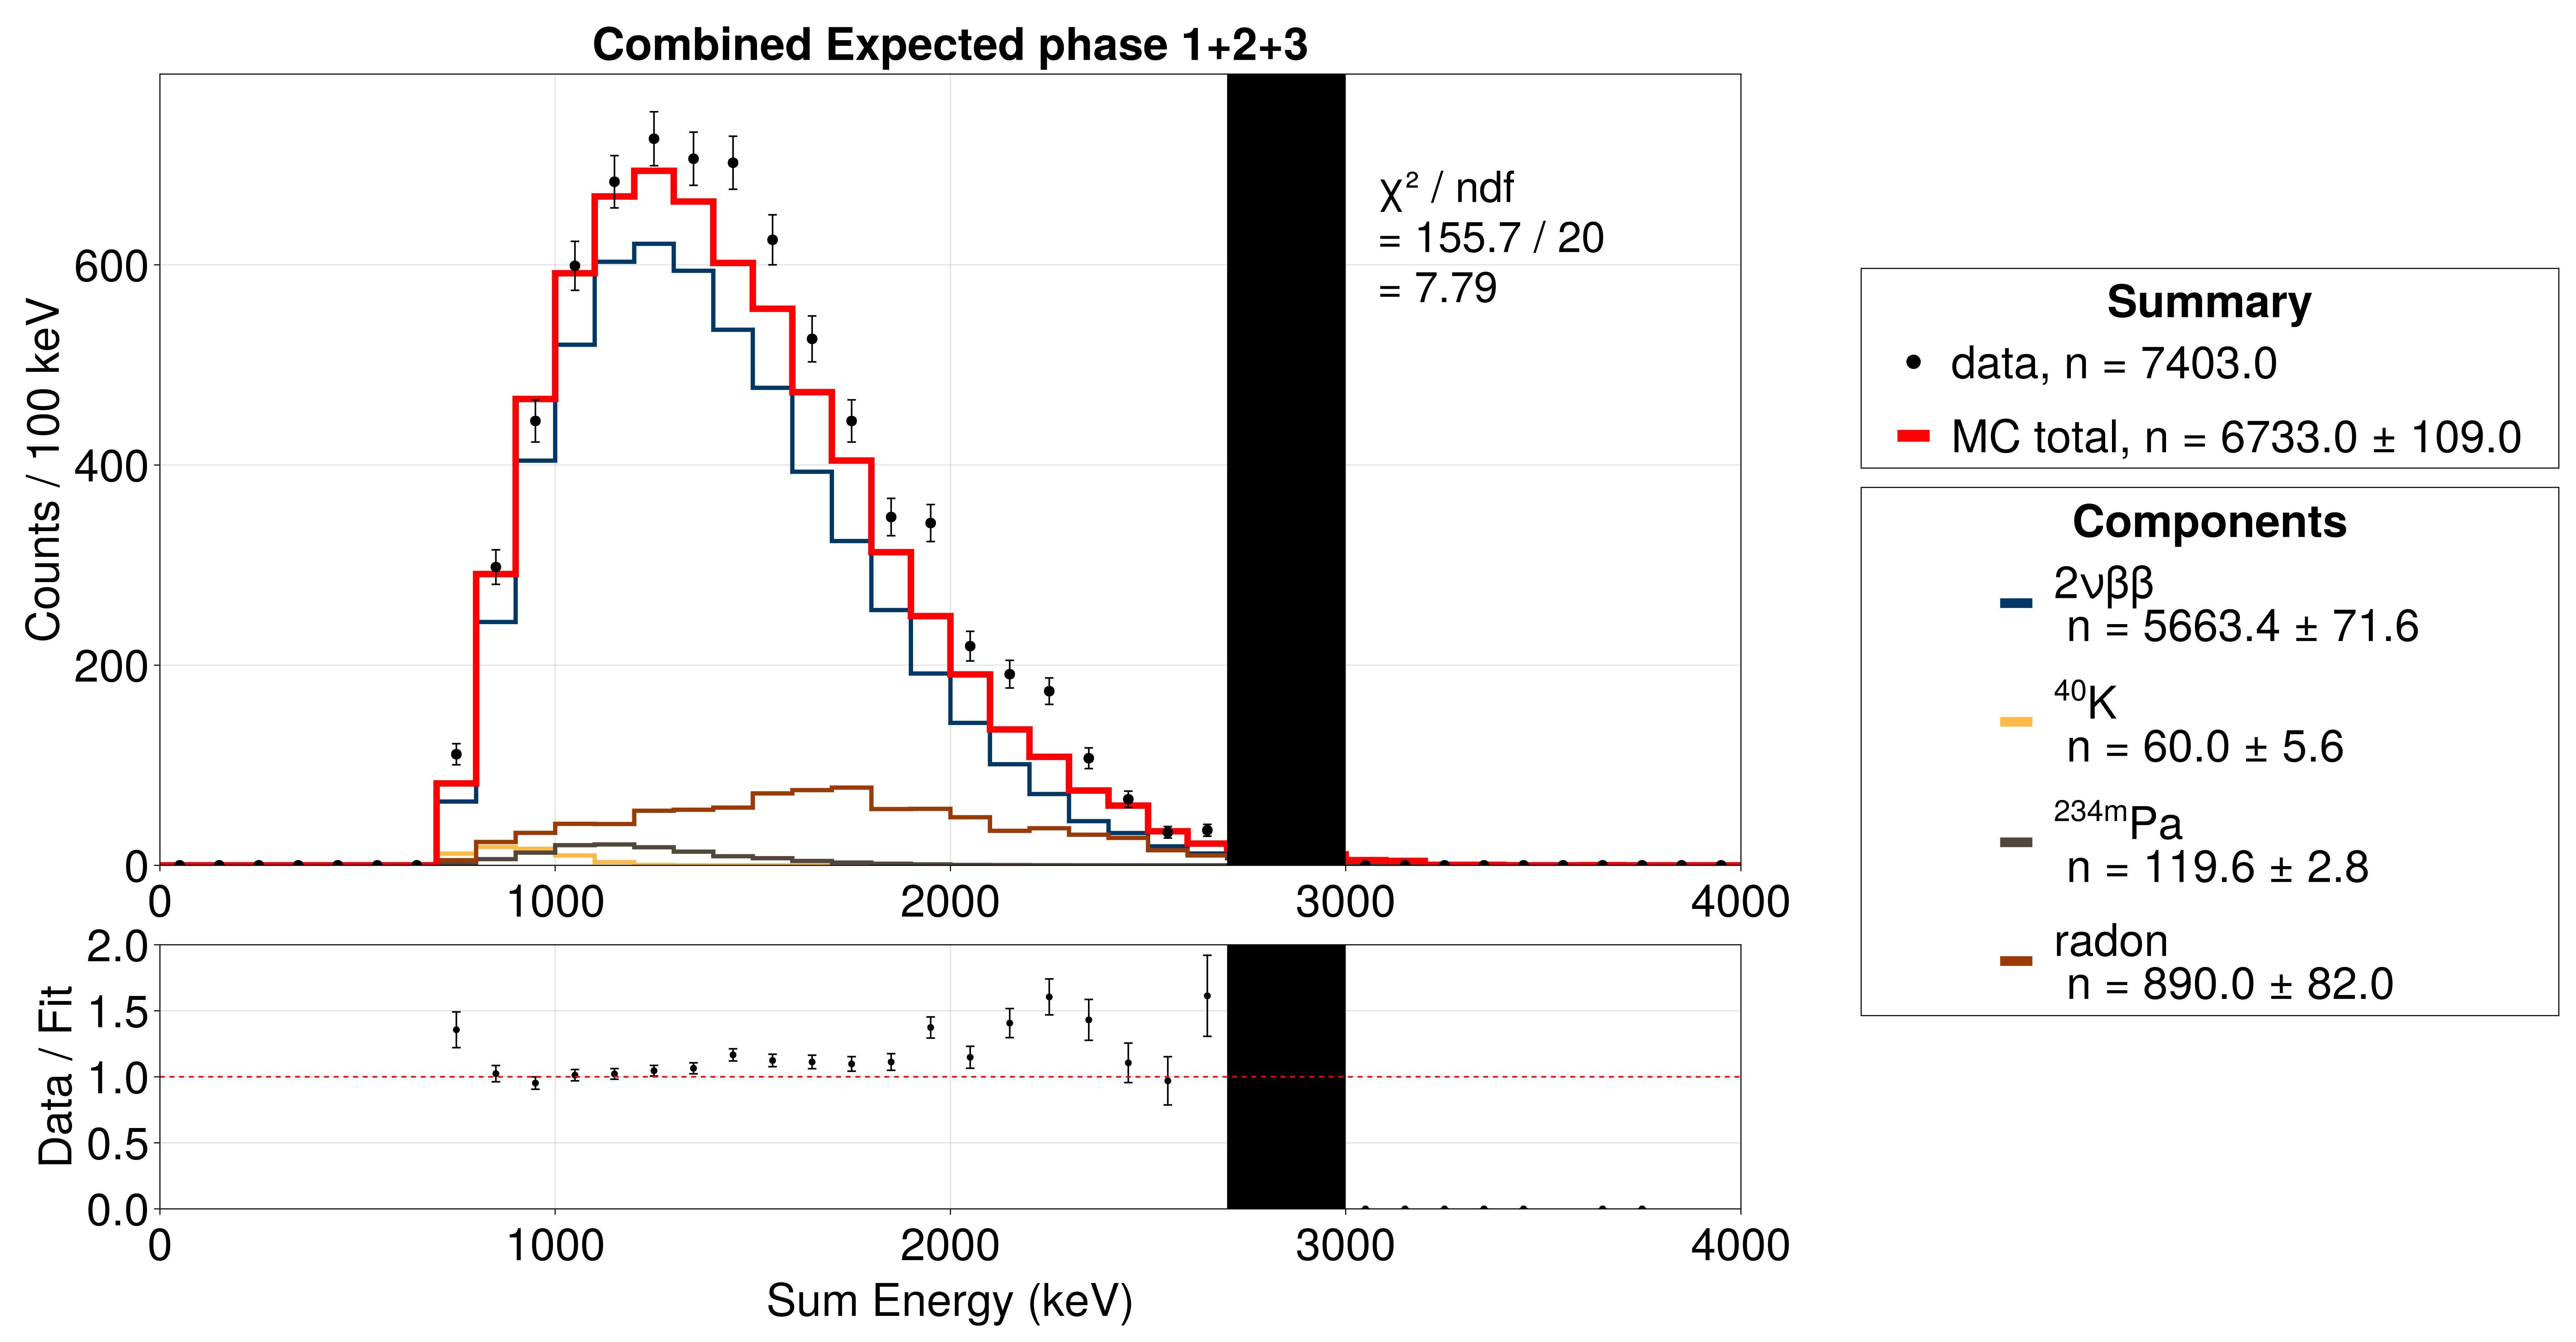 Combined Expected phase 1+2+3
Counts / 100 keV
600
400
200
0
0 1000 2000 3000 4000
χ² / ndf
= 155.7 / 20
= 7.79
Data / Fit
2.0
1.5
1.0
0.5
0.0
0 1000 2000 3000 4000
Sum Energy (keV)
Summary
data, n = 7403.0
MC total, n = 6733.0 ± 109.0
Components
2νββ
n = 5663.4 ± 71.6
⁴⁰K
n = 60.0 ± 5.6
²³⁴ᵐPa
n = 119.6 ± 2.8
radon
n = 890.0 ± 82.0